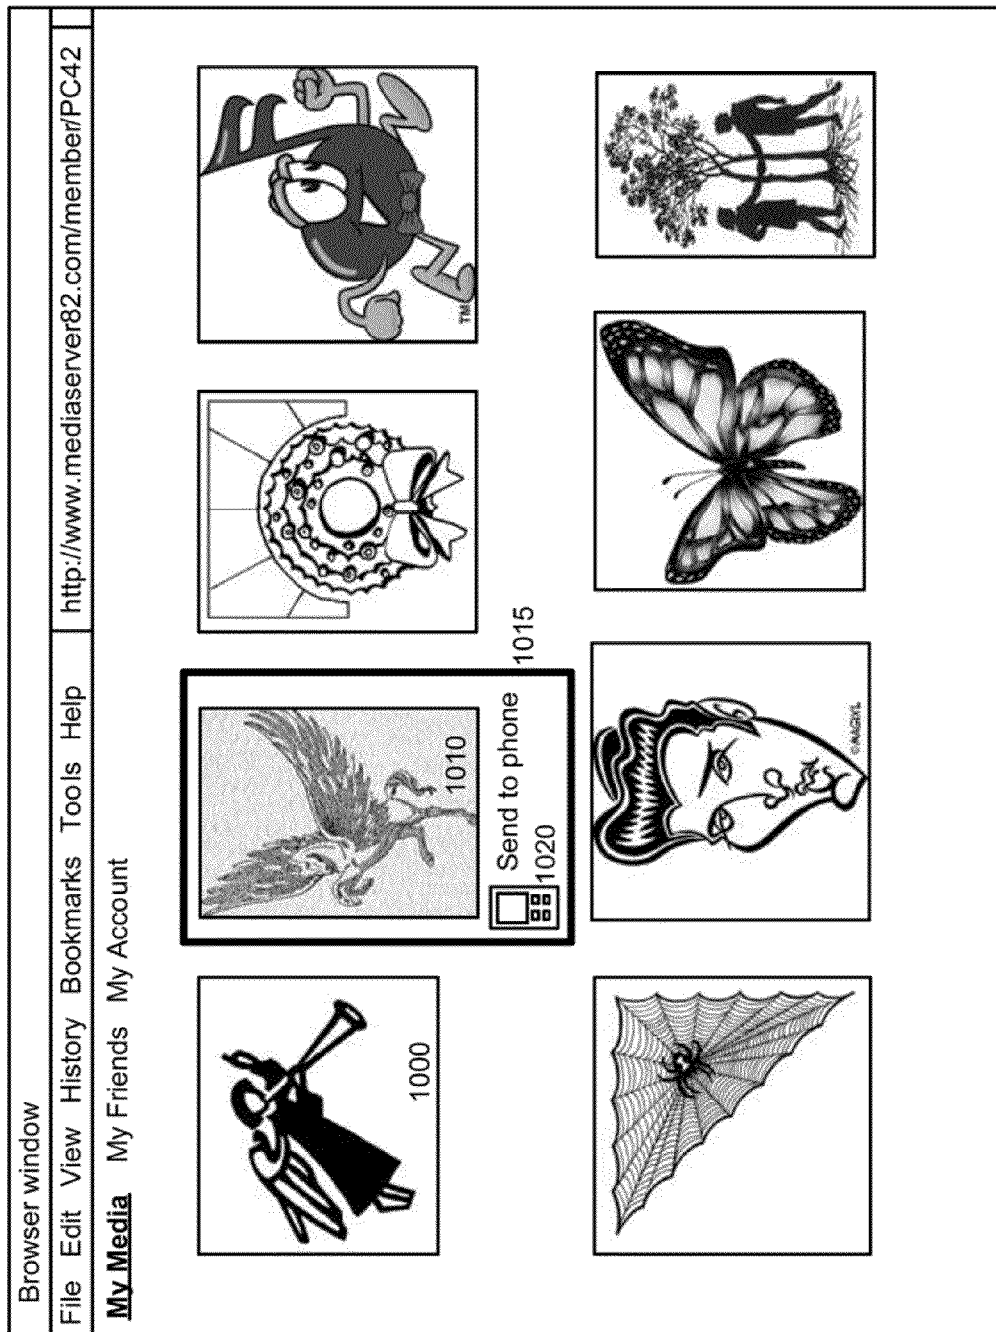 Browser window
File Edit View History Bookmarks Tools Help http://www.mediaserver82.com/member/PC42
My Media My Friends My Account
1000
1010
Send to phone
1020
1015
TM
©MAGIXL